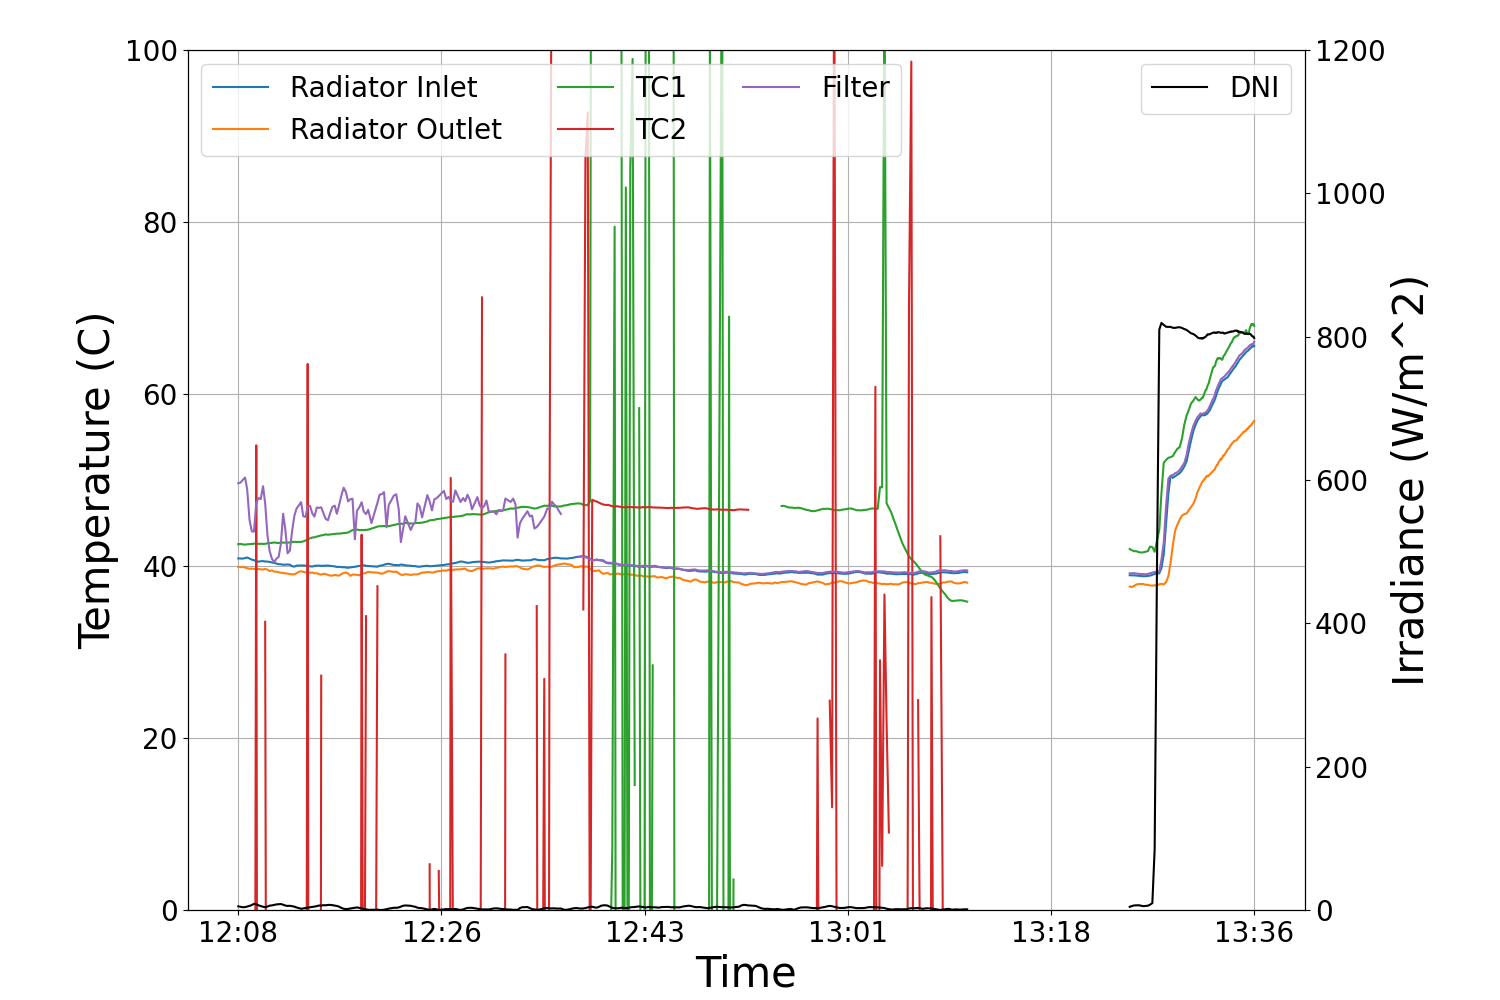 Radiator Inlet
Radiator Outlet
TC1
TC2
Filter
DNI
Temperature (C)
100
80
60
40
20
0
Irradiance (W/m^2)
1200
1000
800
600
400
200
0
12:08 12:26 12:43 13:01 13:18 13:36
Time